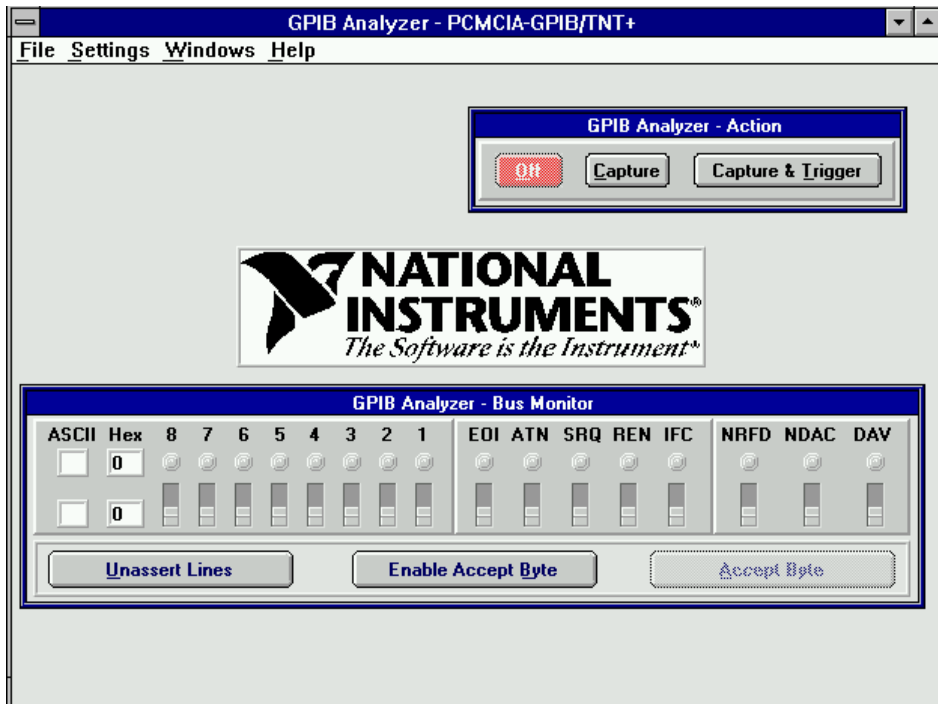 GPIB Analyzer - PCMCIA-GPIB/TNT+
File Settings Windows Help
GPIB Analyzer - Action
Off Capture Capture & Trigger
NATIONAL
INSTRUMENTS®
The Software is the Instrument®
GPIB Analyzer - Bus Monitor
ASCII Hex 8 7 6 5 4 3 2 1 EOI ATN SRQ REN IFC NRFD NDAC DAV
0
0
Unassert Lines Enable Accept Byte Accept Byte